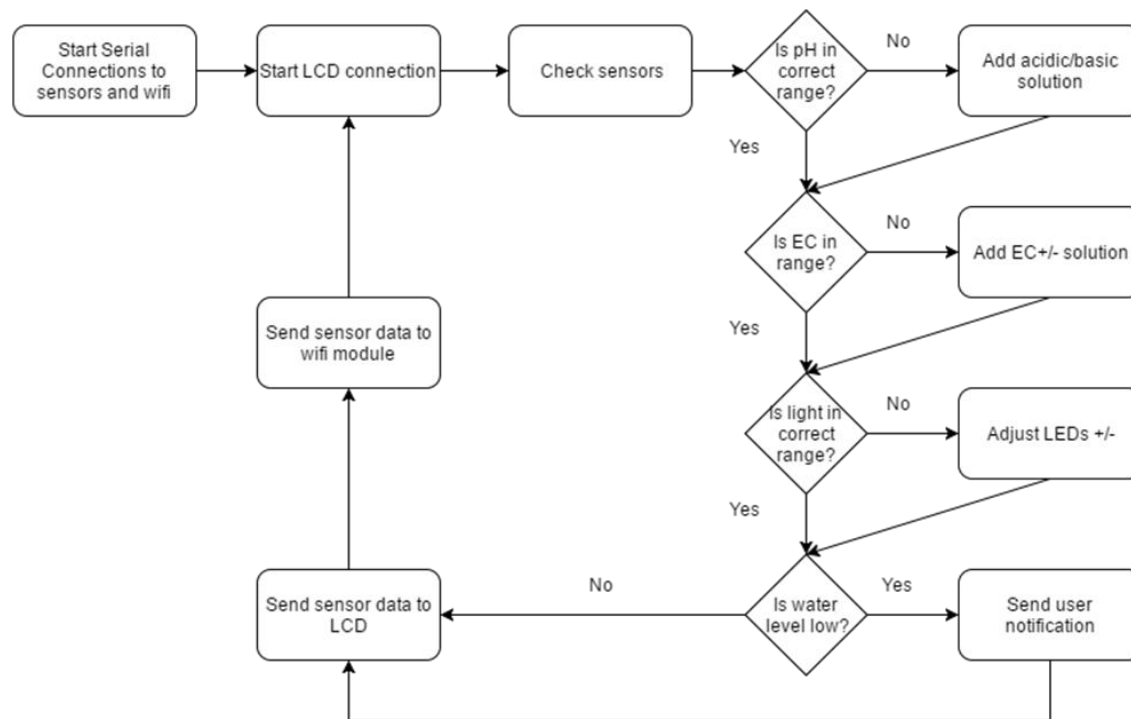 Start Serial
Connections to
sensors and wifi
Start LCD connection
Check sensors
Is pH in
correct
range?
No
Add acidic/basic
solution
Yes
Is EC in
range?
No
Add EC+/- solution
Yes
Send sensor data to
wifi module
Is light in
correct
range?
No
Adjust LEDs +/-
Yes
Send sensor data to
LCD
No
Is water
level low?
Yes
Send user
notification